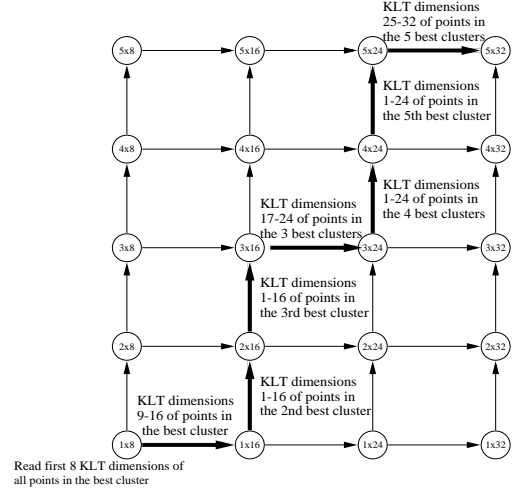 KLT dimensions
25-32 of points in
the 5 best clusters
5x8
5x16
5x24
5x32
KLT dimensions
1-24 of points in
the 5th best cluster
4x8
4x16
4x24
4x32
KLT dimensions
1-24 of points in
the 4 best clusters
KLT dimensions
17-24 of points in
the 3 best clusters
3x8
3x16
3x24
3x32
KLT dimensions
1-16 of points in
the 3rd best cluster
2x8
2x16
2x24
2x32
KLT dimensions
1-16 of points in
the 2nd best cluster
KLT dimensions
9-16 of points in
the best cluster
1x8
1x16
1x24
1x32
Read first 8 KLT dimensions of
all points in the best cluster